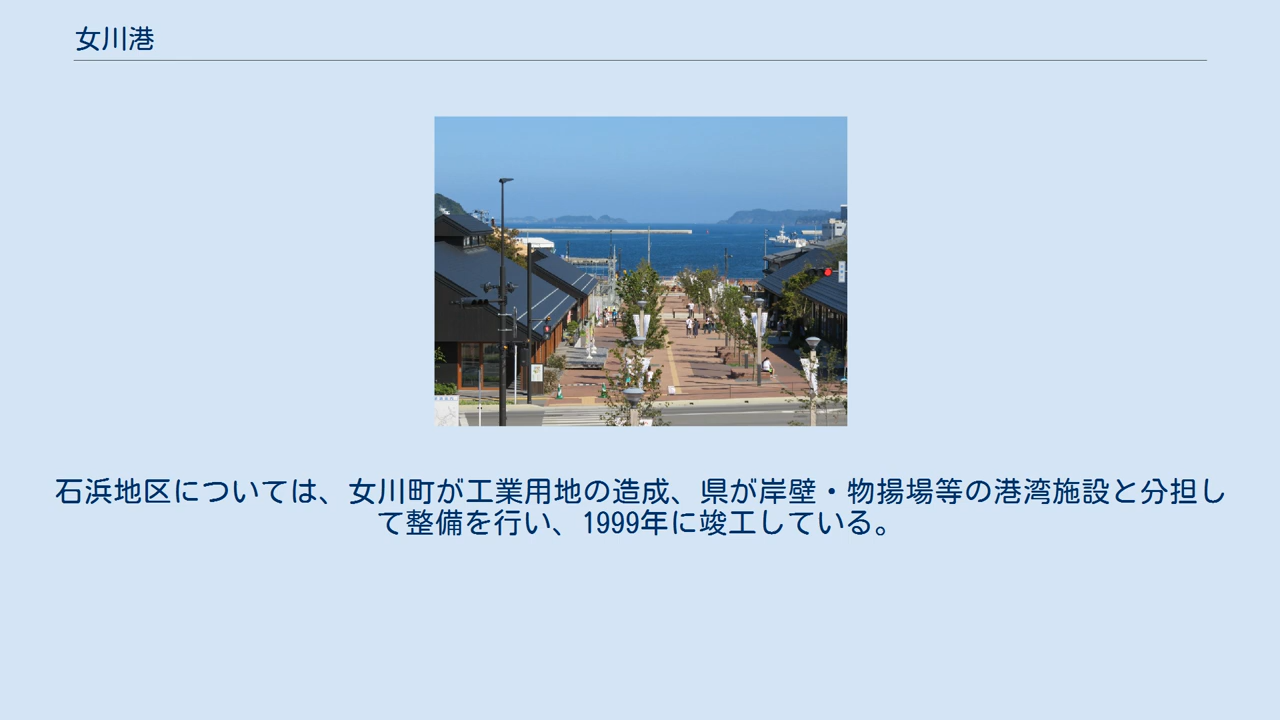 女川港
石浜地区については、女川町が工業用地の造成、県が岸壁・物揚場等の港湾施設と分担し
て整備を行い、1999年に竣工している。